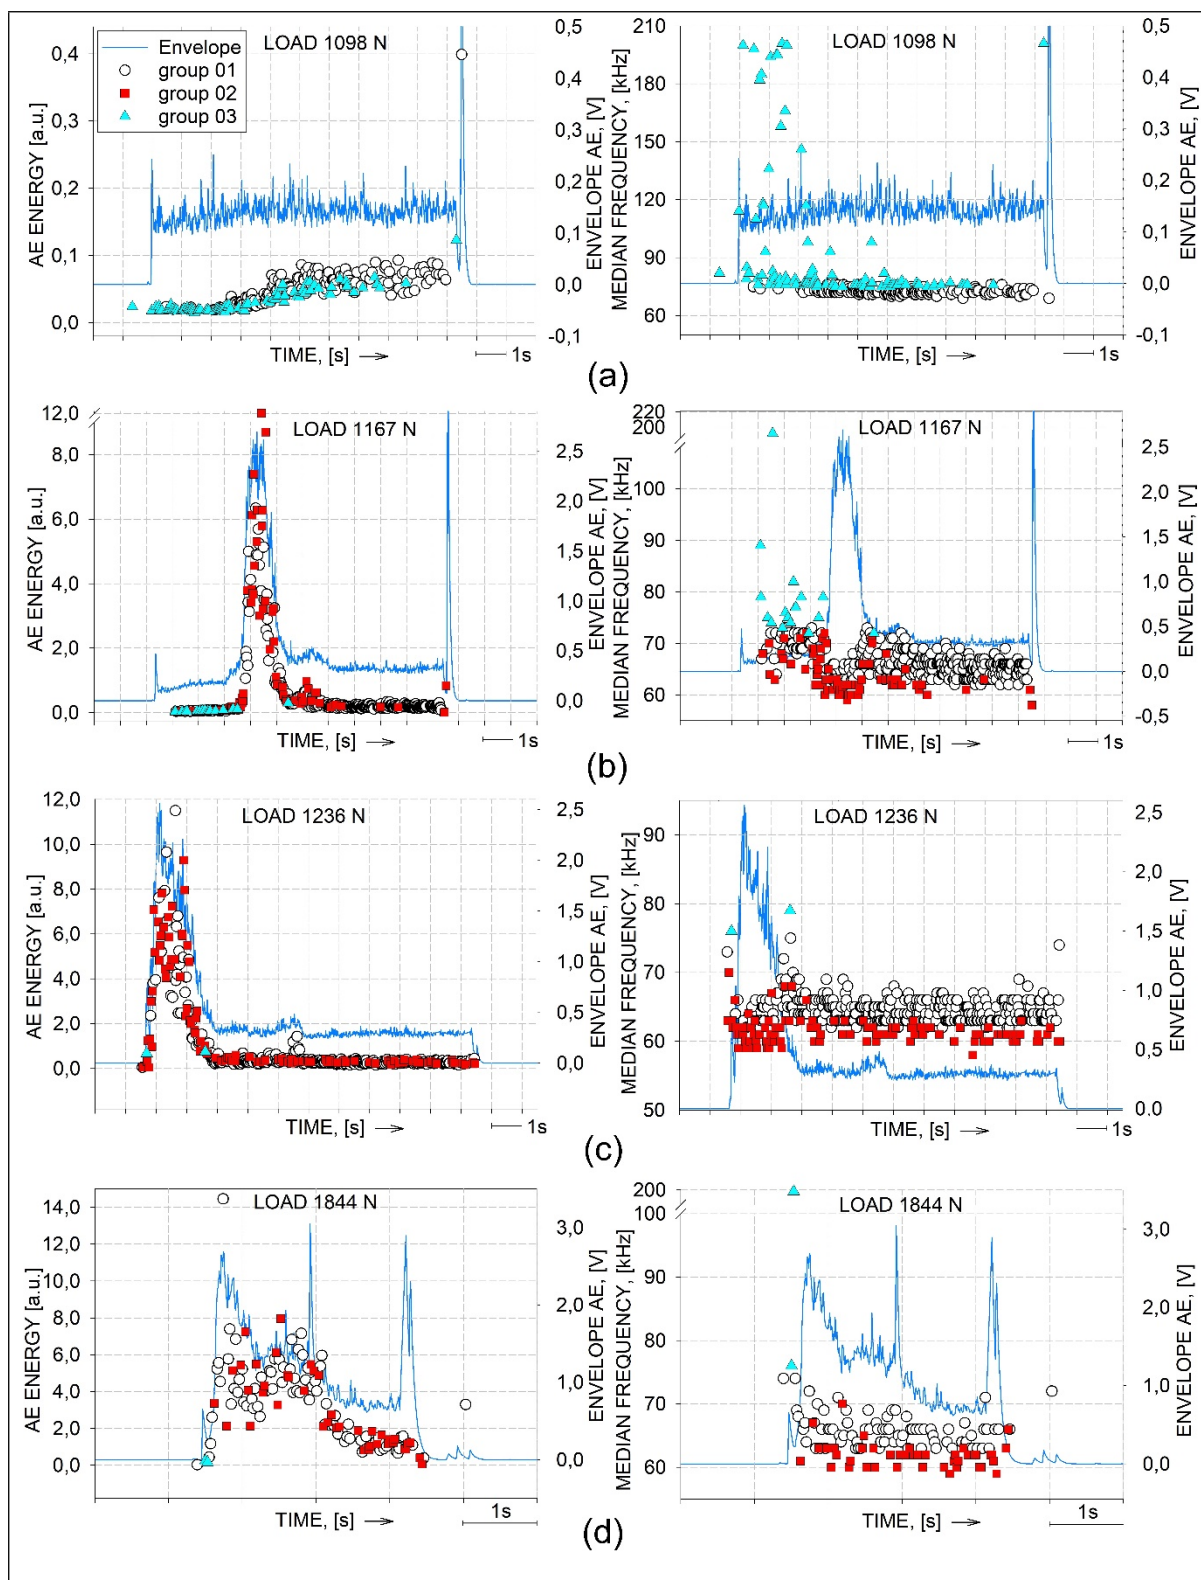 Envelope
group 01
group 02
group 03
LOAD 1098 N
AE ENERGY [a.u.]
0,4
0,3
0,2
0,1
0,0
ENVELOPE AE, [V]
0,5
0,4
0,3
0,2
0,1
0,0
-0,1
TIME, [s]
1s
LOAD 1098 N
MEDIAN FREQUENCY, [kHz]
210
180
150
120
90
60
ENVELOPE AE, [V]
0,5
0,4
0,3
0,2
0,1
0,0
-0,1
TIME, [s]
1s
(a)
LOAD 1167 N
AE ENERGY [a.u.]
12,0
8,0
6,0
4,0
2,0
0,0
ENVELOPE AE, [V]
2,5
2,0
1,5
1,0
0,5
0,0
TIME, [s]
1s
LOAD 1167 N
MEDIAN FREQUENCY, [kHz]
220
200
100
90
80
70
60
ENVELOPE AE, [V]
2,5
2,0
1,5
1,0
0,5
0,0
-0,5
TIME, [s]
1s
(b)
LOAD 1236 N
AE ENERGY [a.u.]
12,0
10,0
8,0
6,0
4,0
2,0
0,0
ENVELOPE AE, [V]
2,5
2,0
1,5
1,0
0,5
0,0
TIME, [s]
1s
LOAD 1236 N
MEDIAN FREQUENCY, [kHz]
90
80
70
60
50
ENVELOPE AE, [V]
2,5
2,0
1,5
1,0
0,5
0,0
TIME, [s]
1s
(c)
LOAD 1844 N
AE ENERGY [a.u.]
14,0
12,0
10,0
8,0
6,0
4,0
2,0
0,0
ENVELOPE AE, [V]
3,0
2,0
1,0
0,0
TIME, [s]
1s
LOAD 1844 N
MEDIAN FREQUENCY, [kHz]
200
100
90
80
70
60
ENVELOPE AE, [V]
3,0
2,0
1,0
0,0
TIME, [s]
1s
(d)